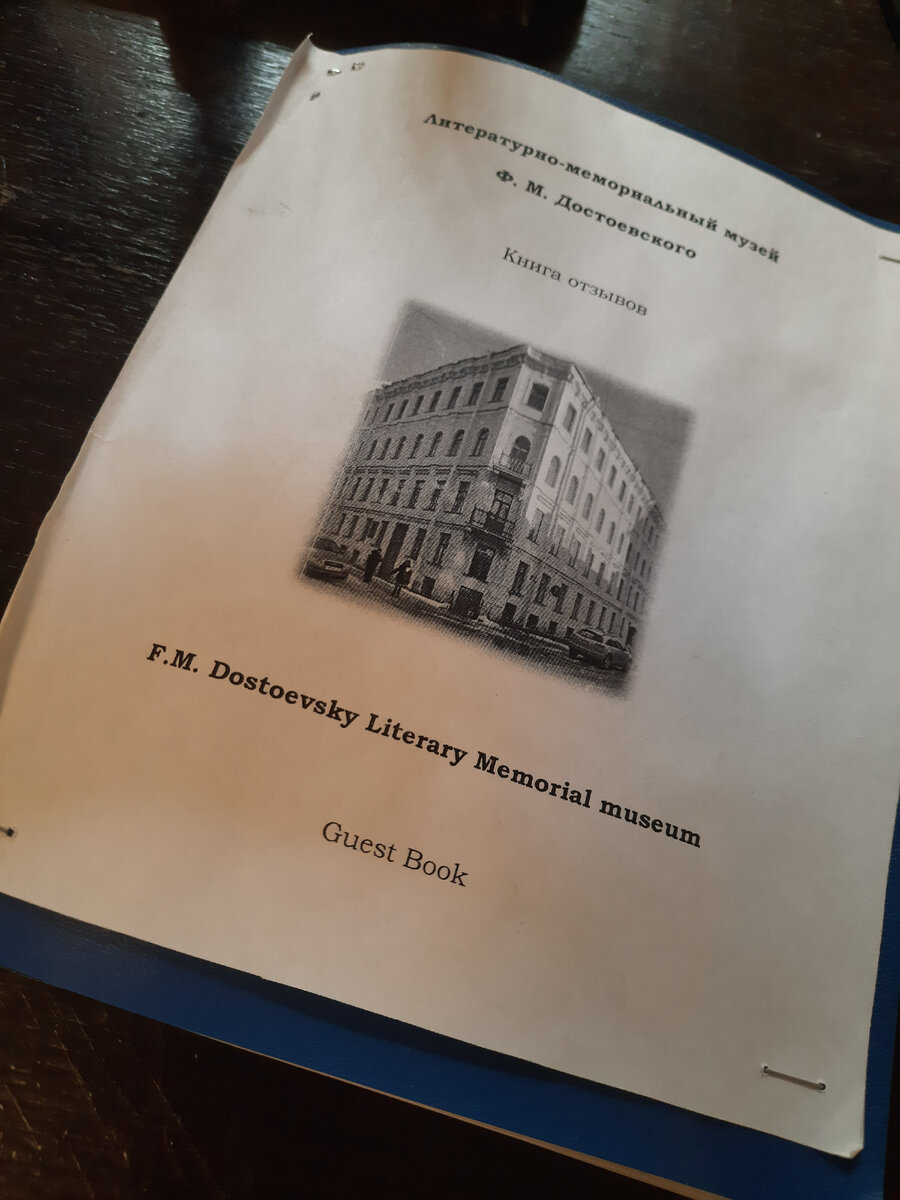 Литературно-мемориальный музей
Ф. М. Достоевского
Книга отзывов
F.M. Dostoevsky Literary Memorial museum
Guest Book